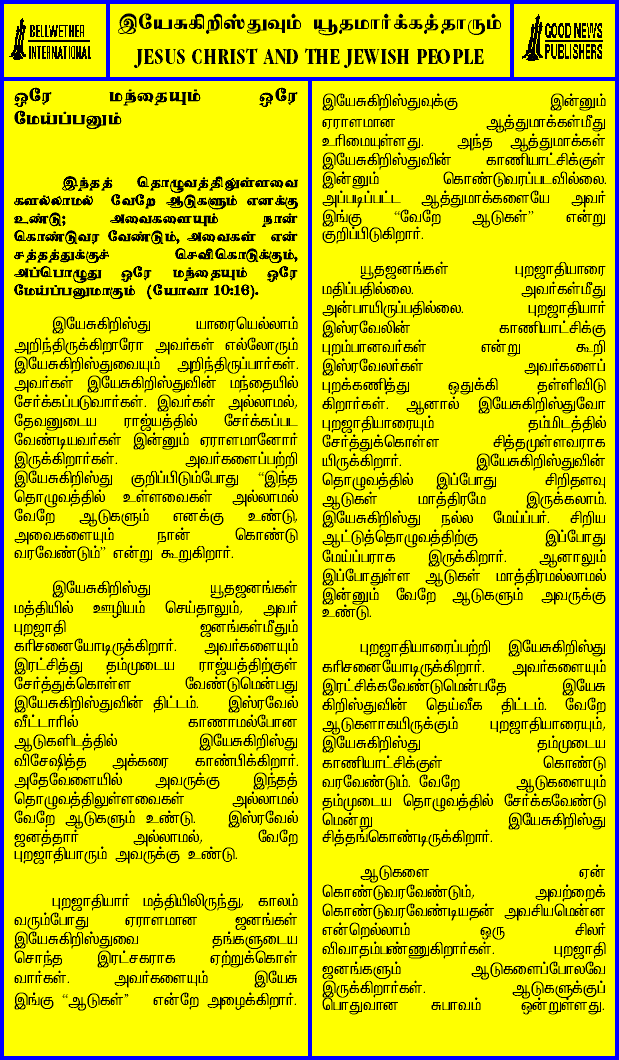 BELLWETHER
INTERNATIONAL
இயேசுகிறிஸ்துவும் யூதமார்க்கத்தாரும்
JESUS CHRIST AND THE JEWISH PEOPLE
GOOD NEWS
PUBLISHERS
ஒரே மந்தையும் ஒரே
மேய்ப்பனும்
இந்தத் தொழுவத்திலுள்ளவை
களல்லாமல் வேறே ஆடுகளும் எனக்கு
உண்டு; அவைகளையும் நான்
கொண்டுவர வேண்டும், அவைகள் என்
சத்தத்துக்குச் செவிகொடுக்கும்,
அப்பொழுது ஒரே மந்தையும் ஒரே
மேய்ப்பனுமாகும் (யோவா 10:16).
இயேசுகிறிஸ்து யாரையெல்லாம்
அறிந்திருக்கிறாரோ அவர்கள் எல்லோரும்
இயேசுகிறிஸ்துவையும் அறிந்திருப்பார்கள்.
அவர்கள் இயேசுகிறிஸ்துவின் மந்தையில்
சேர்க்கப்படுவார்கள். இவர்கள் அல்லாமல்,
தேவனுடைய ராஜ்யத்தில் சேர்க்கப்பட
வேண்டியவர்கள் இன்னும் ஏராளமானோர்
இருக்கிறார்கள். அவர்களைப்பற்றி
இயேசுகிறிஸ்து குறிப்பிடும்போது “இந்த
தொழுவத்தில் உள்ளவைகள் அல்லாமல்
வேறே ஆடுகளும் எனக்கு உண்டு,
அவைகளையும் நான் கொண்டு
வரவேண்டும்” என்று கூறுகிறார்.
இயேசுகிறிஸ்து யூதஜனங்கள்
மத்தியில் ஊழியம் செய்தாலும், அவர்
புறஜாதி ஜனங்கள்மீதும்
கரிசனையோடிருக்கிறார். அவர்களையும்
இரட்சித்து தம்முடைய ராஜ்யத்திற்குள்
சேர்த்துக்கொள்ள வேண்டுமென்பது
இயேசுகிறிஸ்துவின் திட்டம். இஸ்ரவேல்
வீட்டாரில் காணாமல்போன
ஆடுகளிடத்தில் இயேசுகிறிஸ்து
விசேஷித்த அக்கரை காண்பிக்கிறார்.
அதேவேளையில் அவருக்கு இந்தத்
தொழுவத்திலுள்ளவைகள் அல்லாமல்
வேறே ஆடுகளும் உண்டு. இஸ்ரவேல்
ஜனத்தார் அல்லாமல், வேறே
புறஜாதியாரும் அவருக்கு உண்டு.
புறஜாதியார் மத்தியிலிருந்து, காலம்
வரும்போது ஏராளமான ஜனங்கள்
இயேசுகிறிஸ்துவை தங்களுடைய
சொந்த இரட்சகராக ஏற்றுக்கொள்
வார்கள். அவர்களையும் இயேசு
இங்கு “ஆடுகள்” என்றே அழைக்கிறார்.
இயேசுகிறிஸ்துவுக்கு இன்னும்
ஏராளமான ஆத்துமாக்கள்மீது
உரிமையுள்ளது. அந்த ஆத்துமாக்கள்
இயேசுகிறிஸ்துவின் காணியாட்சிக்குள்
இன்னும் கொண்டுவரப்படவில்லை.
அப்படிப்பட்ட ஆத்துமாக்களையே அவர்
இங்கு “வேறே ஆடுகள்” என்று
குறிப்பிடுகிறார்.
யூதஜனங்கள் புறஜாதியாரை
மதிப்பதில்லை. அவர்கள்மீது
அன்பாயிருப்பதில்லை. புறஜாதியார்
இஸ்ரவேலின் காணியாட்சிக்கு
புறம்பானவர்கள் என்று கூறி
இஸ்ரவேலர்கள் அவர்களைப்
புறக்கணித்து ஒதுக்கி தள்ளிவிடு
கிறார்கள். ஆனால் இயேசுகிறிஸ்துவோ
புறஜாதியாரையும் தம்மிடத்தில்
சேர்த்துக்கொள்ள சித்தமுள்ளவராக
யிருக்கிறார். இயேசுகிறிஸ்துவின்
தொழுவத்தில் இப்போது சிறிதளவு
ஆடுகள் மாத்திரமே இருக்கலாம்.
இயேசுகிறிஸ்து நல்ல மேய்ப்பர். சிறிய
ஆட்டுத்தொழுவத்திற்கு இப்போது
மேய்ப்பராக இருக்கிறார். ஆனாலும்
இப்போதுள்ள ஆடுகள் மாத்திரமல்லாமல்
இன்னும் வேறே ஆடுகளும் அவருக்கு
உண்டு.
புறஜாதியாரைப்பற்றி இயேசுகிறிஸ்து
கரிசனையோடிருக்கிறார். அவர்களையும்
இரட்சிக்கவேண்டுமென்பதே இயேசு
கிறிஸ்துவின் தெய்வீக திட்டம். வேறே
ஆடுகளாகயிருக்கும் புறஜாதியாரையும்,
இயேசுகிறிஸ்து தம்முடைய
காணியாட்சிக்குள் கொண்டு
வரவேண்டும். வேறே ஆடுகளையும்
தம்முடைய தொழுவத்தில் சேர்க்கவேண்டு
மென்று இயேசுகிறிஸ்து
சித்தங்கொண்டிருக்கிறார்.
ஆடுகளை ஏன்
கொண்டுவரவேண்டும், அவற்றைக்
கொண்டுவரவேண்டியதன் அவசியமென்ன
என்றெல்லாம் ஒரு சிலர்
விவாதம்பண்ணுகிறார்கள். புறஜாதி
ஜனங்களும் ஆடுகளைப்போலவே
இருக்கிறார்கள். ஆடுகளுக்குப்
பொதுவான சுபாவம் ஒன்றுள்ளது.